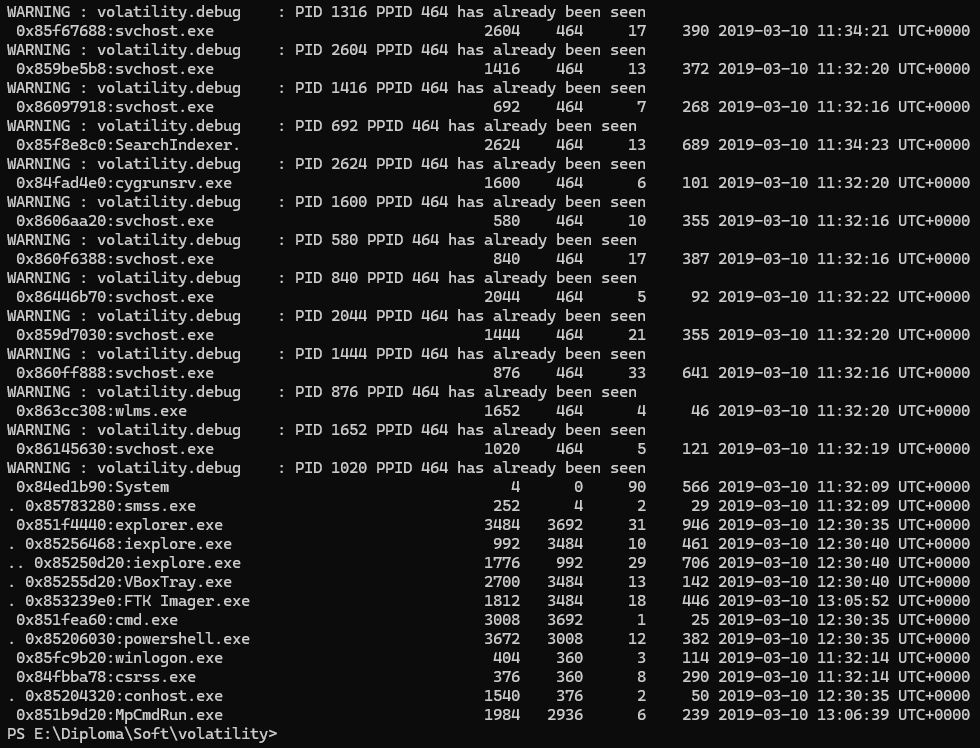 WARNING : volatility.debug    : PID 1316 PPID 464 has already been seen
 0x85f67688:svchost.exe                              2604    464     17    390 2019-03-10 11:34:21 UTC+0000
WARNING : volatility.debug    : PID 2604 PPID 464 has already been seen
 0x859be5b8:svchost.exe                              1416    464     13    372 2019-03-10 11:32:20 UTC+0000
WARNING : volatility.debug    : PID 1416 PPID 464 has already been seen
 0x86097918:svchost.exe                               692    464      7    268 2019-03-10 11:32:16 UTC+0000
WARNING : volatility.debug    : PID 692 PPID 464 has already been seen
 0x85f8e8c0:SearchIndexer.                           2624    464     13    689 2019-03-10 11:34:23 UTC+0000
WARNING : volatility.debug    : PID 2624 PPID 464 has already been seen
 0x84fad4e0:cygrunsrv.exe                            1600    464      6    101 2019-03-10 11:32:20 UTC+0000
WARNING : volatility.debug    : PID 1600 PPID 464 has already been seen
 0x8606aa20:svchost.exe                               580    464     10    355 2019-03-10 11:32:16 UTC+0000
WARNING : volatility.debug    : PID 580 PPID 464 has already been seen
 0x860f6388:svchost.exe                               840    464     17    387 2019-03-10 11:32:16 UTC+0000
WARNING : volatility.debug    : PID 840 PPID 464 has already been seen
 0x86446b70:svchost.exe                              2044    464      5     92 2019-03-10 11:32:22 UTC+0000
WARNING : volatility.debug    : PID 2044 PPID 464 has already been seen
 0x859d7030:svchost.exe                              1444    464     21    355 2019-03-10 11:32:20 UTC+0000
WARNING : volatility.debug    : PID 1444 PPID 464 has already been seen
 0x860ff888:svchost.exe                               876    464     33    641 2019-03-10 11:32:16 UTC+0000
WARNING : volatility.debug    : PID 876 PPID 464 has already been seen
 0x863cc308:wlms.exe                                 1652    464      4     46 2019-03-10 11:32:20 UTC+0000
WARNING : volatility.debug    : PID 1652 PPID 464 has already been seen
 0x86145630:svchost.exe                              1020    464      5    121 2019-03-10 11:32:19 UTC+0000
WARNING : volatility.debug    : PID 1020 PPID 464 has already been seen
 0x84ed1b90:System                                      4      0     90    566 2019-03-10 11:32:09 UTC+0000
. 0x85783280:smss.exe                                 252      4      2     29 2019-03-10 11:32:09 UTC+0000
 0x851f4440:explorer.exe                             3484   3692     31    946 2019-03-10 12:30:35 UTC+0000
. 0x85256468:iexplore.exe                             992   3484     10    461 2019-03-10 12:30:40 UTC+0000
.. 0x85250d20:iexplore.exe                           1776    992     29    706 2019-03-10 12:30:40 UTC+0000
. 0x85255d20:VBoxTray.exe                            2700   3484     13    142 2019-03-10 12:30:40 UTC+0000
. 0x853239e0:FTK Imager.exe                          1812   3484     18    446 2019-03-10 13:05:52 UTC+0000
 0x851fea60:cmd.exe                                  3008   3692      1     25 2019-03-10 12:30:35 UTC+0000
. 0x85206030:powershell.exe                          3672   3008     12    382 2019-03-10 12:30:35 UTC+0000
 0x85fc9b20:winlogon.exe                              404    360      3    114 2019-03-10 11:32:14 UTC+0000
 0x84fbba78:csrss.exe                                 376    360      8    290 2019-03-10 11:32:14 UTC+0000
. 0x85204320:conhost.exe                             1540    376      2     50 2019-03-10 12:30:35 UTC+0000
 0x851b9d20:MpCmdRun.exe                             1984   2936      6    239 2019-03-10 13:06:39 UTC+0000
PS E:\Diploma\Soft\volatility>